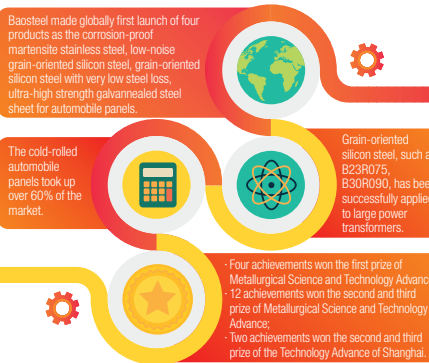 Baosteel made globally first launch of four
products as the corrosion-proof
martensite stainless steel, low-noise
grain-oriented silicon steel, grain-oriented
silicon steel with very low steel loss,
ultra-high strength galvannealed steel
sheet for automobile panels.
The cold-rolled
automobile
panels took up
over 60% of the
market.
Grain-oriented
silicon steel, such a
B23R075,
B30R090, has bee
successfully applie
to large power
transformers.
· Four achievements won the first prize of
Metallurgical Science and Technology Advanc
· 12 achievements won the second and third
prize of Metallurgical Science and Technology
Advance;
· Two achievements won the second and third
prize of the Technology Advance of Shanghai.